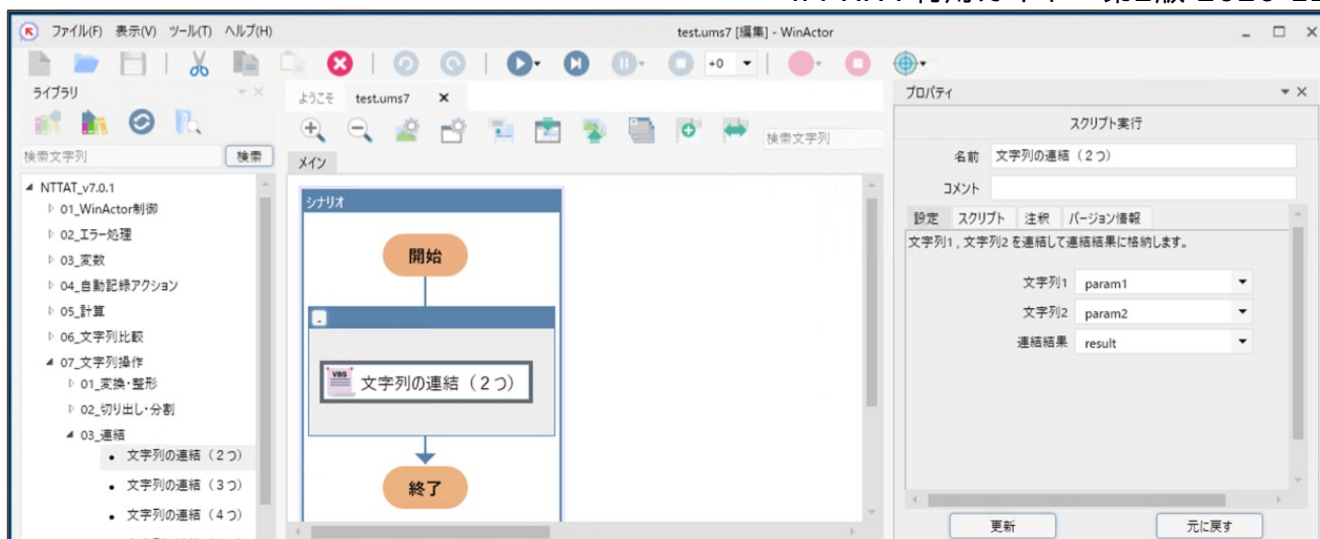 ファイル(F) 表示(V) ツール(T) ヘルプ(H)
test.ums7 [編集] - WinActor
+0
ライブラリ
検索文字列
検索
NTTAT_v7.0.1
01_WinActor制御
02_エラー処理
03_変数
04_自動記録アクション
05_計算
06_文字列比較
07_文字列操作
01_変換・整形
02_切り出し・分割
03_連結
文字列の連結（2つ）
文字列の連結（3つ）
文字列の連結（4つ）
ようこそ test.ums7
検索文字列
メイン
シナリオ
開始
VBS
文字列の連結（2つ）
終了
プロパティ
スクリプト実行
名前 文字列の連結（2つ）
コメント
設定 スクリプト 注釈 バージョン情報
文字列1 , 文字列2 を連結して連結結果に格納します。
文字列1 param1
文字列2 param2
連結結果 result
更新 元に戻す